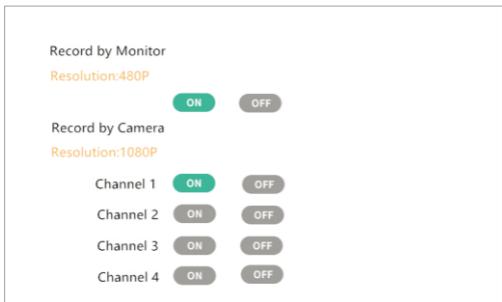 Record by Monitor
Resolution:480P
ON OFF
Record by Camera
Resolution:1080P
Channel 1 ON OFF
Channel 2 ON OFF
Channel 3 ON OFF
Channel 4 ON OFF